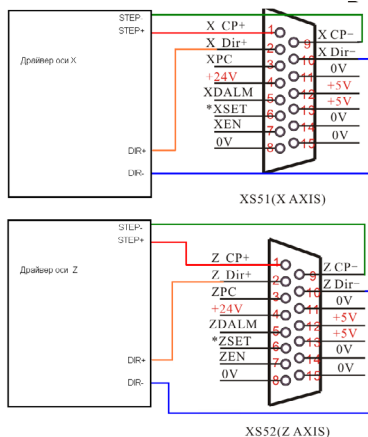 STEP-
STEP+
X CP+
1
9
X CP−
X Dir+
2
10
X Dir−
Драйвер оси X
XPC
3
11
0V
+24V
4
12
+5V
XDALM
5
13
+5V
*XSET
6
14
0V
XEN
7
15
0V
0V
8
DIR+
DIR-
XS51(X AXIS)
STEP-
STEP+
Z CP+
1
9
Z CP−
Z Dir+
2
10
Z Dir−
Драйвер оси Z
ZPC
3
11
0V
+24V
4
12
+5V
ZDALM
5
13
+5V
*ZSET
6
14
0V
ZEN
7
15
0V
0V
8
DIR+
DIR-
XS52(Z AXIS)